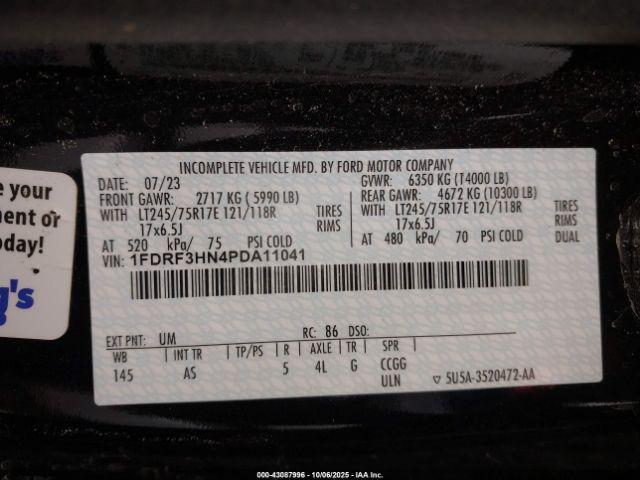 e your
ment or
oday!
g's
INCOMPLETE VEHICLE MFD. BY FORD MOTOR COMPANY
DATE: 07/23 GVWR: 6350 KG (14000 LB)
FRONT GAWR: 2717 KG (5990 LB) REAR GAWR: 4672 KG (10300 LB)
WITH LT245/75R17E 121/118R TIRES WITH LT245/75R17E 121/118R TIRES
17x6.5J RIMS 17x6.5J RIMS
AT 520 kPa/ 75 PSI COLD AT 480 kPa/ 70 PSI COLD DUAL
VIN: 1FDRF3HN4PDA11041
EXT PNT: UM RC: 86 DSO:
WB INT TR TP/PS R AXLE TR SPR
145 AS 5 4L G CCGG
ULN ▽ 5U5A-3520472-AA
000-43087996 - 10/06/2025 - IAA Inc.